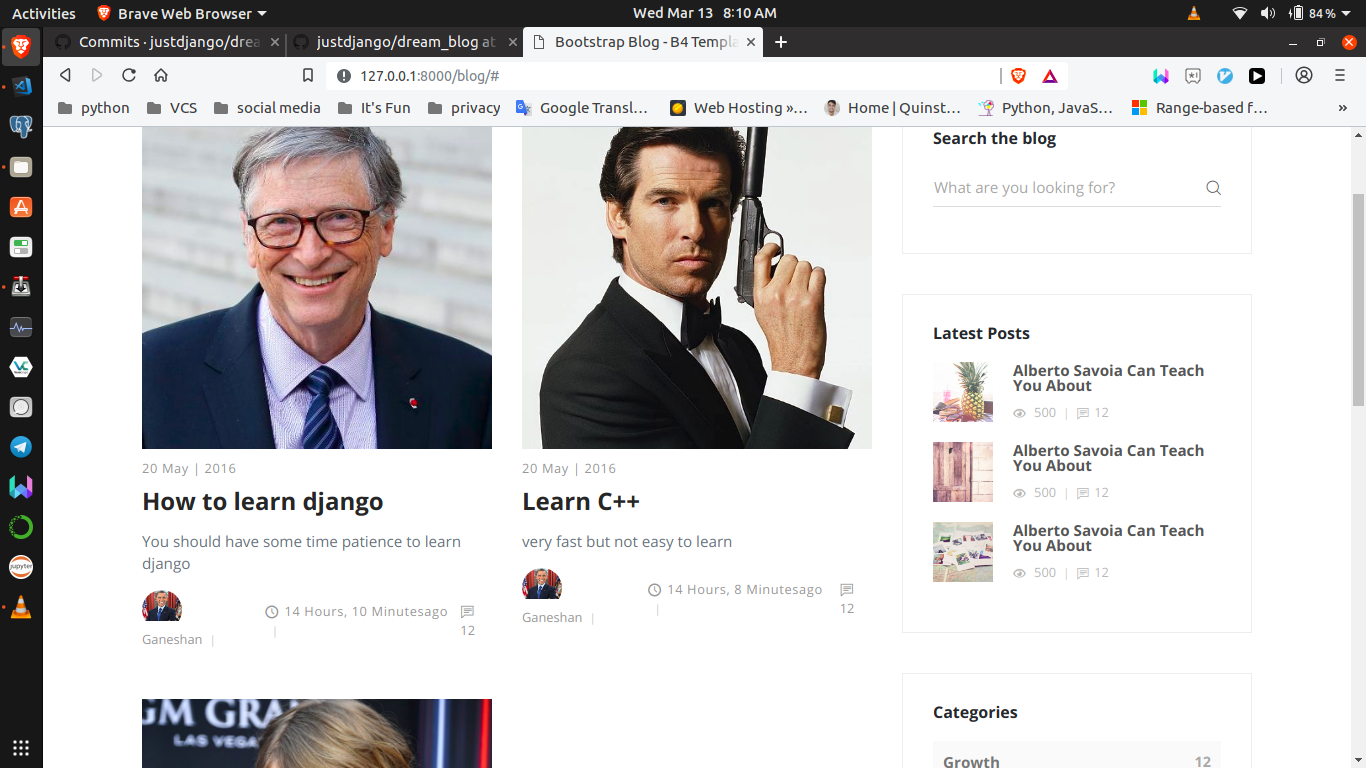 Activities
Brave Web Browser
Wed Mar 13 8:10 AM
84 %
Commits · justdjango/drea
justdjango/dream_blog at
Bootstrap Blog - B4 Templa
127.0.0.1:8000/blog/#
python
VCS
social media
It's Fun
privacy
Google Transl...
Web Hosting »...
Home | Quinst...
Python, JavaS...
Range-based f...
»
Search the blog
What are you looking for?
20 May | 2016
How to learn django
You should have some time patience to learn
django
14 Hours, 10 Minutesago
|
12
Ganeshan |
20 May | 2016
Learn C++
very fast but not easy to learn
14 Hours, 8 Minutesago
|
12
Ganeshan |
Latest Posts
Alberto Savoia Can Teach
You About
500 | 12
Alberto Savoia Can Teach
You About
500 | 12
Alberto Savoia Can Teach
You About
500 | 12
GM GRA
LAS VEGA
Categories
Growth 12
jupyter